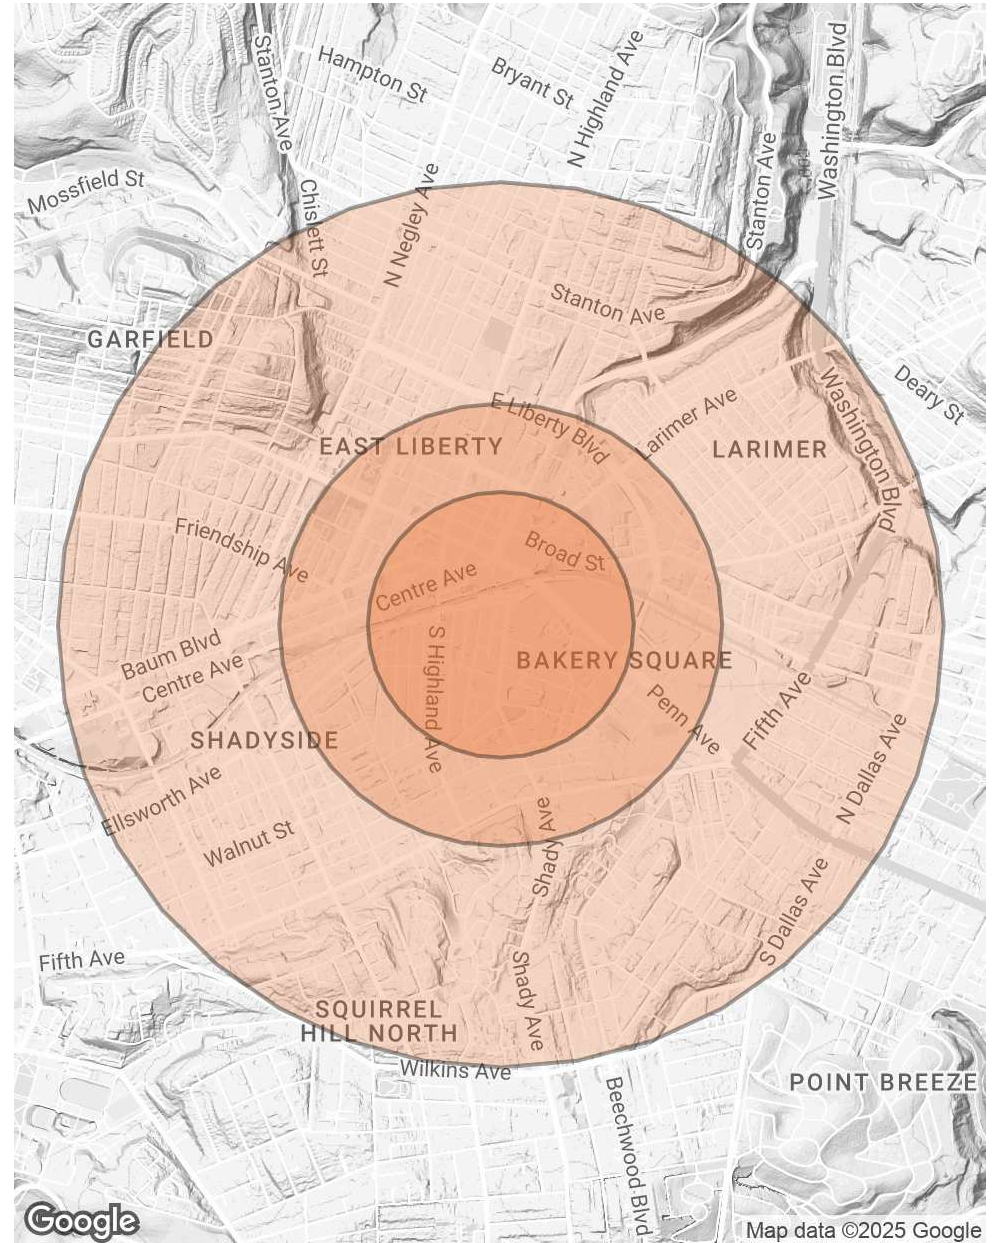 Stanton Ave
Hampton St
Bryant St
N Highland Ave
Washington Blvd
Stanton Ave
Mossfield St
Chislett St
N Negley Ave
Stanton Ave
GARFIELD
Deary St
E Liberty Blvd
Larimer Ave
Washington Blvd
EAST LIBERTY
LARIMER
Friendship Ave
Broad St
Centre Ave
Baum Blvd
Centre Ave
S Highland Ave
BAKERY SQUARE
Penn Ave
Fifth Ave
SHADYSIDE
N Dallas Ave
Ellsworth Ave
Walnut St
Shady Ave
S Dallas Ave
Fifth Ave
Shady Ave
SQUIRREL
HILL NORTH
Wilkins Ave
Beechwood Blvd
POINT BREEZE
Google
Map data ©2025 Google